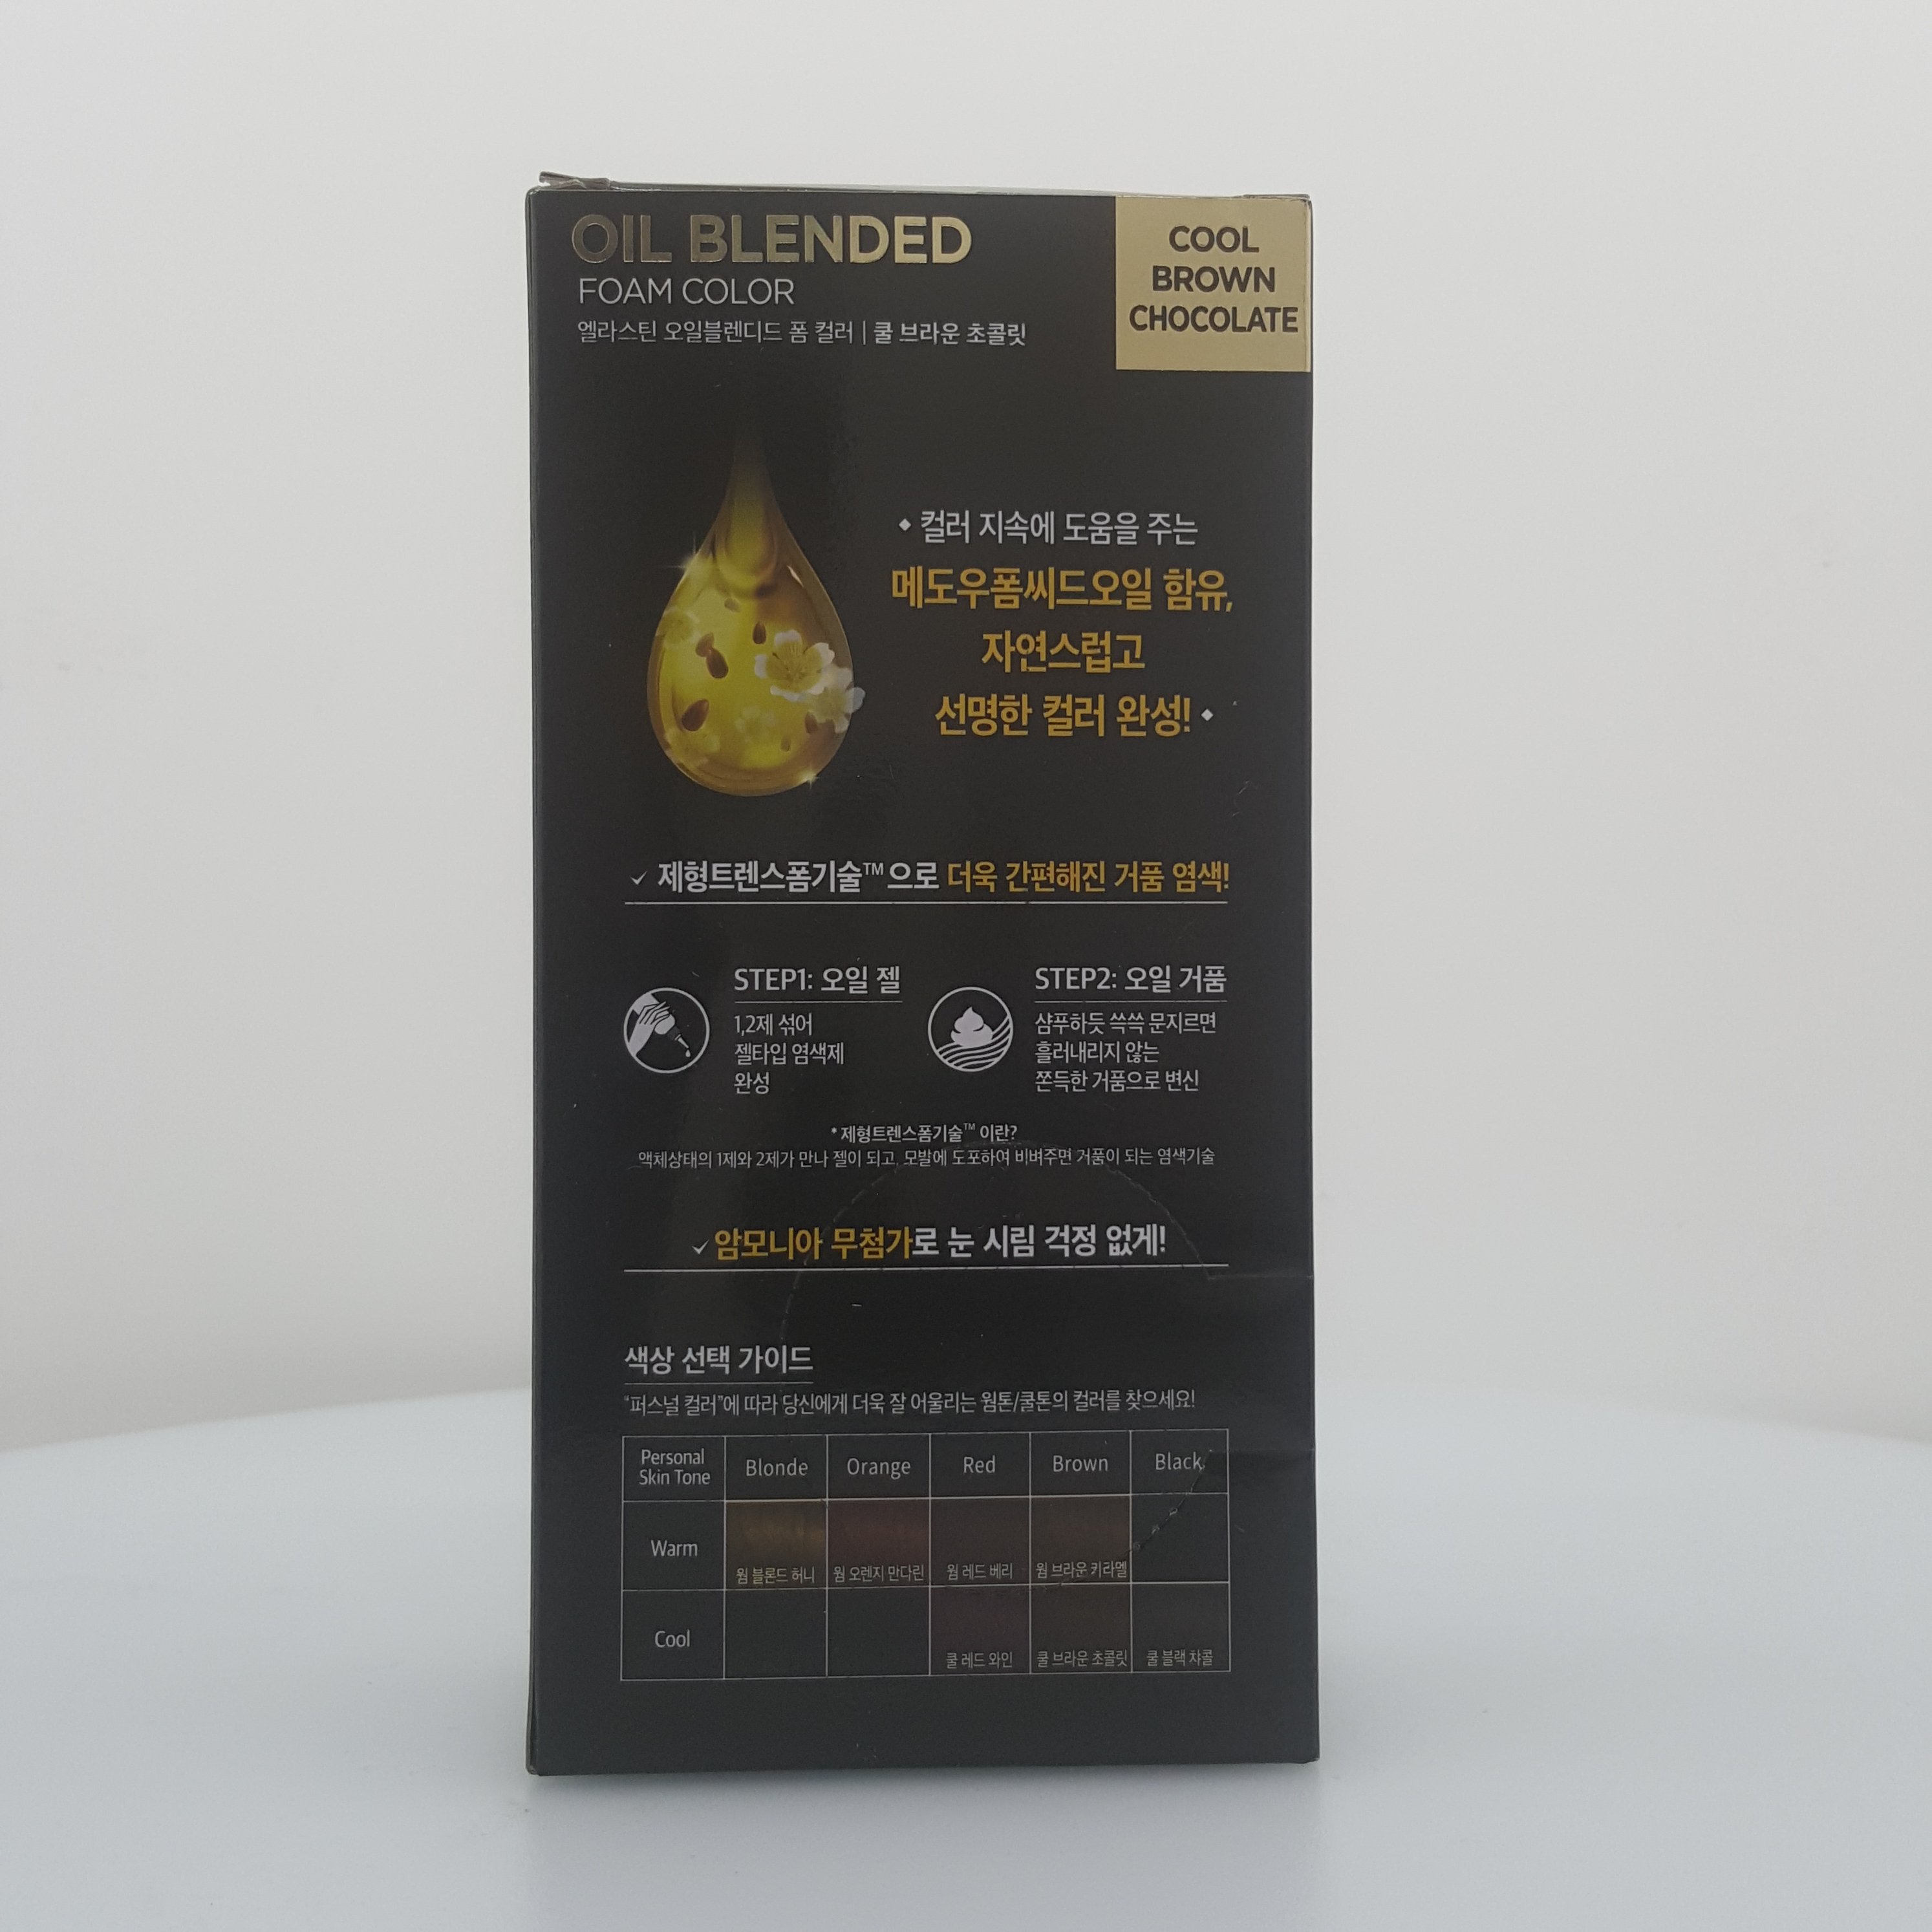 OIL BLENDED
FOAM COLOR
엘라스틴 오일블렌디드 폼 컬러 | 쿨 브라운 초콜릿
COOL
BROWN
CHOCOLATE
◆ 컬러 지속에 도움을 주는
메도우폼씨드오일 함유,
자연스럽고
선명한 컬러 완성! ◆
✓ 제형트렌스폼기술™으로 더욱 간편해진 거품 염색!
STEP1: 오일 젤
1,2제 섞어
젤타입 염색제
완성
STEP2: 오일 거품
샴푸하듯 쓱쓱 문지르면
흘러내리지 않는
쫀득한 거품으로 변신
* 제형트렌스폼기술™ 이란?
액체상태의 1제와 2제가 만나 젤이 되고, 모발에 도포하여 비벼주면 거품이 되는 염색기술
✓ 암모니아 무첨가로 눈 시림 걱정 없게!
색상 선택 가이드
"퍼스널 컬러"에 따라 당신에게 더욱 잘 어울리는 웜톤/쿨톤의 컬러를 찾으세요!
Personal
Skin Tone
Blonde Orange Red Brown Black
Warm
웜 블론드 허니 웜 오렌지 만다린 웜 레드 베리 웜 브라운 카라멜
Cool
쿨 레드 와인 쿨 브라운 초콜릿 쿨 블랙 챠콜